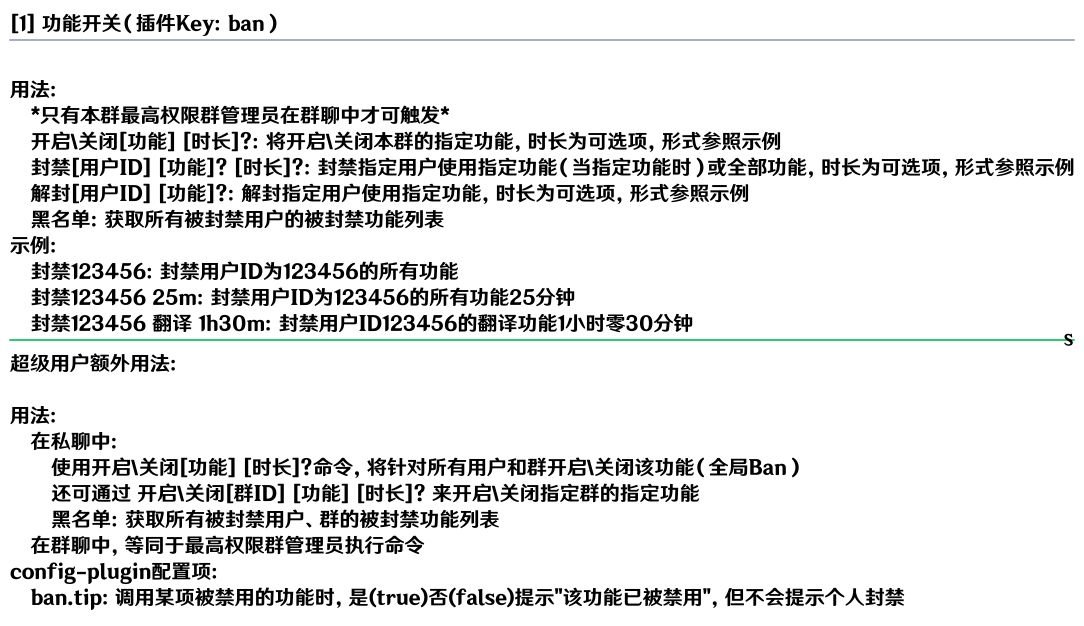 [1] 功能开关(插件Key: ban)
用法:
*只有本群最高权限群管理员在群聊中才可触发*
开启\关闭[功能] [时长]?: 将开启\关闭本群的指定功能, 时长为可选项, 形式参照示例
封禁[用户ID] [功能]? [时长]?: 封禁指定用户使用指定功能(当指定功能时)或全部功能, 时长为可选项, 形式参照示例
解封[用户ID] [功能]?: 解封指定用户使用指定功能, 时长为可选项, 形式参照示例
黑名单: 获取所有被封禁用户的被封禁功能列表
示例:
封禁123456: 封禁用户ID为123456的所有功能
封禁123456 25m: 封禁用户ID为123456的所有功能25分钟
封禁123456 翻译 1h30m: 封禁用户ID123456的翻译功能1小时零30分钟
s
超级用户额外用法:
用法:
在私聊中:
使用开启\关闭[功能] [时长]?命令, 将针对所有用户和群开启\关闭该功能(全局Ban)
还可通过 开启\关闭[群ID] [功能] [时长]? 来开启\关闭指定群的指定功能
黑名单: 获取所有被封禁用户、群的被封禁功能列表
在群聊中, 等同于最高权限群管理员执行命令
config-plugin配置项:
ban.tip: 调用某项被禁用的功能时, 是(true)否(false)提示"该功能已被禁用", 但不会提示个人封禁